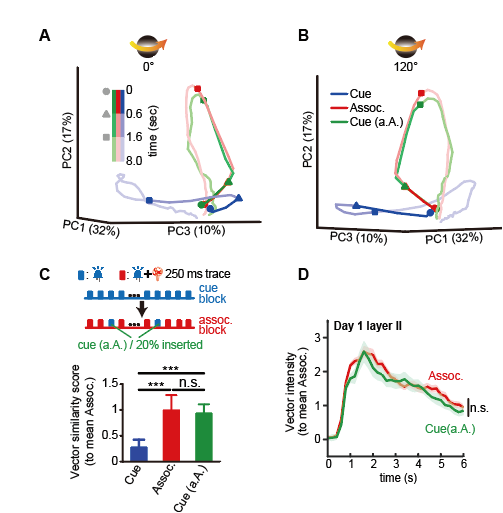 A
0°
0
0.6
1.6
8.0
time (sec)
PC2 (17%)
PC1 (32%)
PC3 (10%)
B
120°
Cue
Assoc.
Cue (a.A.)
PC2 (17%)
PC3 (10%)
PC1 (32%)
C
: : + 250 ms trace
cue
block
assoc.
block
cue (a.A.) / 20% inserted
***
*** n.s.
Vector similarity score
(to mean Assoc.)
1.5
1
0.5
0
Cue
Assoc.
Cue (a.A.)
D
Day 1 layer II
Vector intensity
(to mean Assoc.)
3
2
1
0
Assoc.
n.s.
Cue(a.A.)
0 1 2 3 4 5 6
time (s)